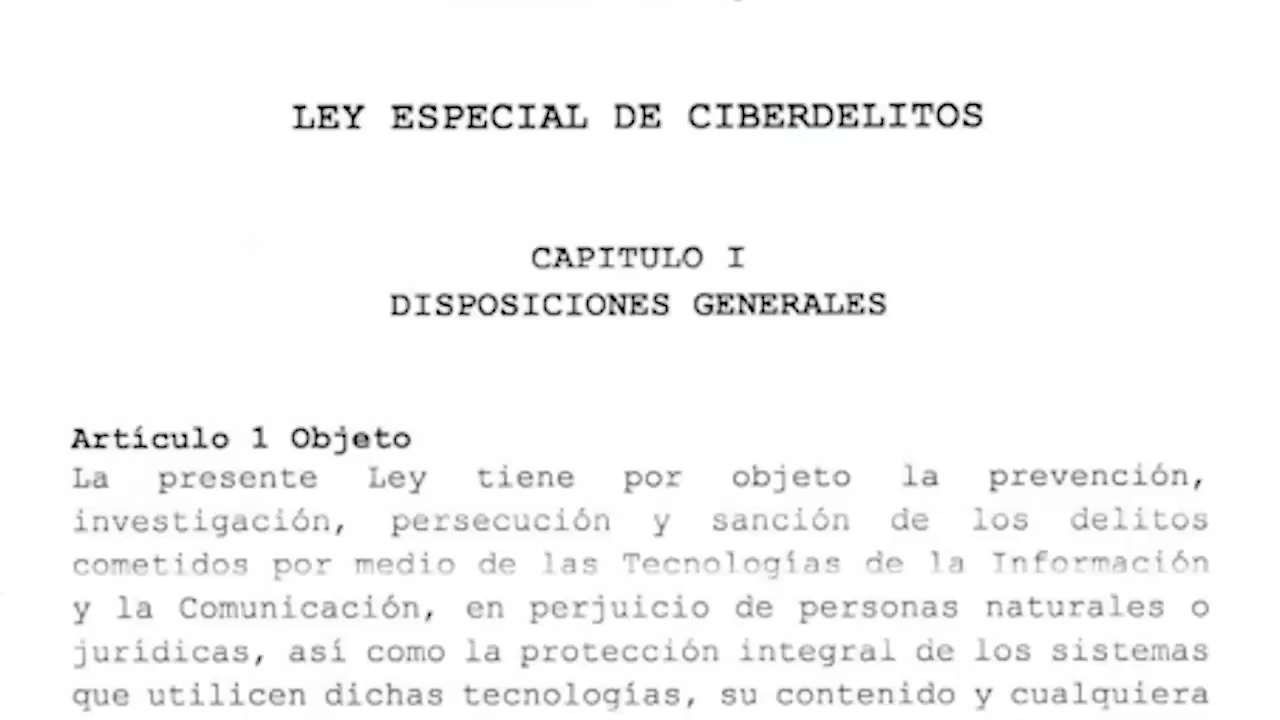 LEY ESPECIAL DE CIBERDELITOS
CAPITULO I
DISPOSICIONES GENERALES
Artículo 1 Objeto
La presente Ley tiene por objeto la prevención,
investigación, persecución y sanción de los delitos
cometidos por medio de las Tecnologías de la Información
y la Comunicación, en perjuicio de personas naturales o
jurídicas, así como la protección integral de los sistemas
que utilicen dichas tecnologías, su contenido y cualquiera